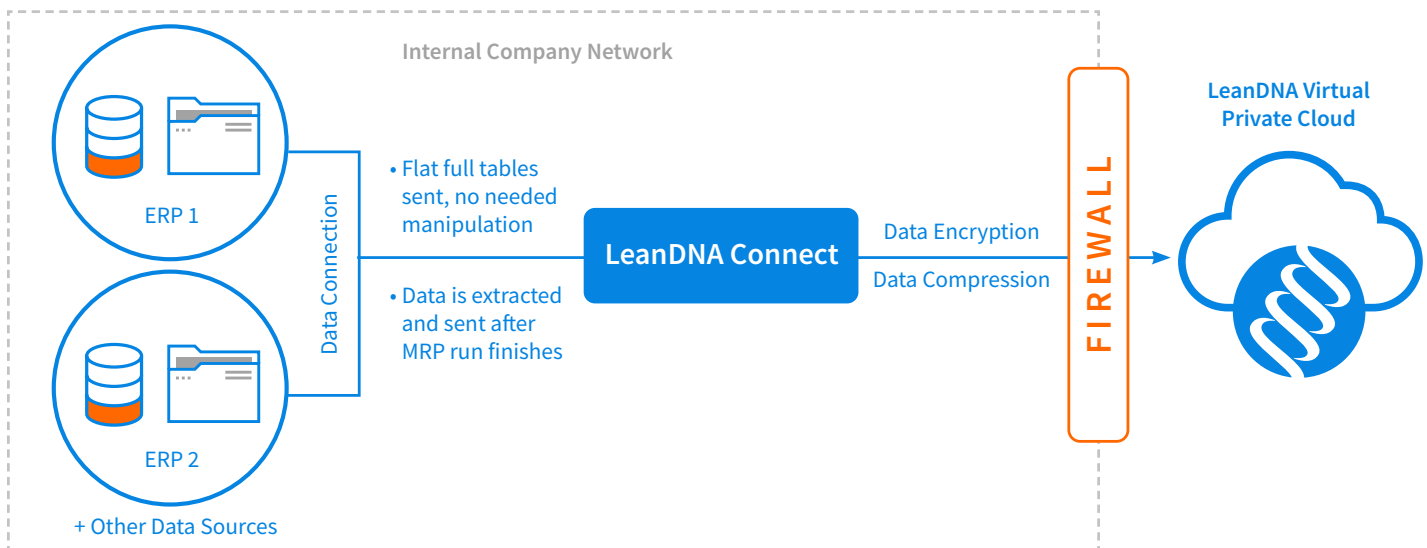 Internal Company Network
ERP 1
ERP 2
+ Other Data Sources
Data Connection
• Flat full tables
sent, no needed
manipulation
• Data is extracted
and sent after
MRP run finishes
LeanDNA Connect
Data Encryption
Data Compression
FIREWALL
LeanDNA Virtual
Private Cloud